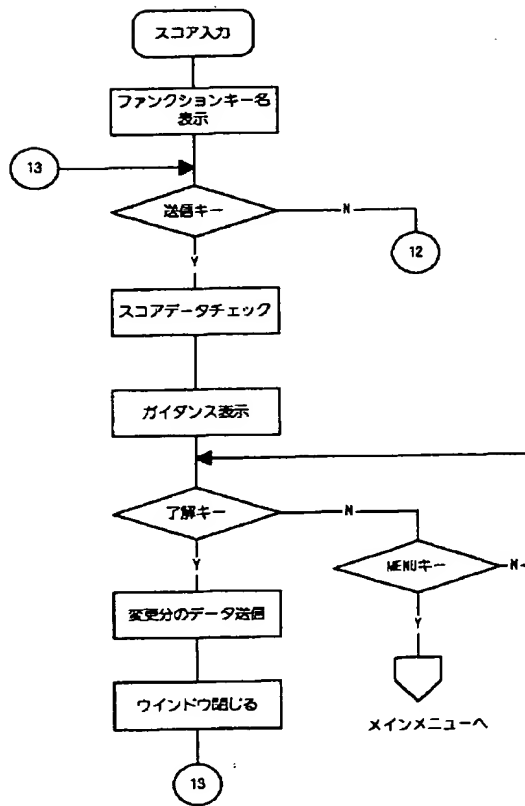 スコア入力
ファンクションキー名
表示
13
送信キー
N
12
Y
スコアデータチェック
ガイダンス表示
了解キー
N
MENUキー
N
Y
Y
変更分のデータ送信
ウインドウ閉じる
メインメニューへ
13